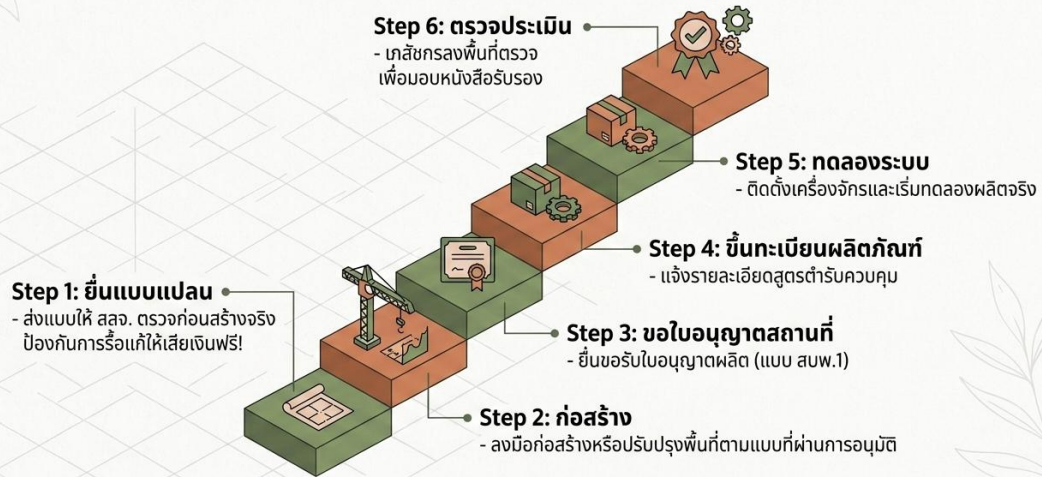 Step 6: ตรวจประเมิน
- เภสัชกรลงพื้นที่ตรวจ
เพื่อมอบหนังสือรับรอง
Step 5: ทดลองระบบ
- ติดตั้งเครื่องจักรและเริ่มทดลองผลิตจริง
Step 4: ขึ้นทะเบียนผลิตภัณฑ์
- แจ้งรายละเอียดสูตรตำรับควบคุม
Step 1: ยื่นแบบแปลน
- ส่งแบบให้ สสจ. ตรวจก่อนสร้างจริง
ป้องกันการรื้อแก้ให้เสียเงินฟรี!
Step 3: ขอใบอนุญาตสถานที่
- ยื่นขอรับใบอนุญาตผลิต (แบบ สบพ.1)
Step 2: ก่อสร้าง
- ลงมือก่อสร้างหรือปรับปรุงพื้นที่ตามแบบที่ผ่านการอนุมัติ